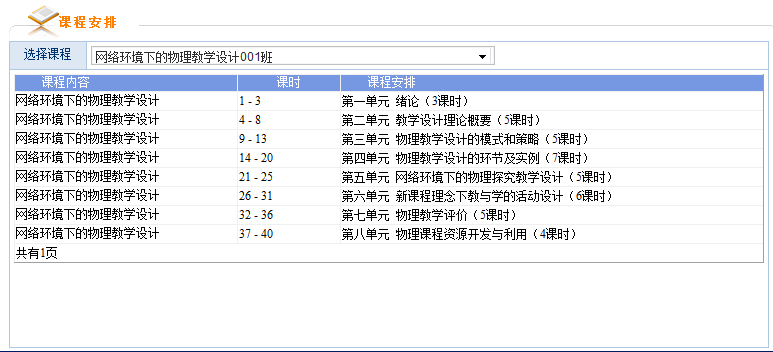 课程安排
选择课程 网络环境下的物理教学设计001班
课程内容 课时 课程安排
网络环境下的物理教学设计 1 - 3 第一单元 绪论（3课时）
网络环境下的物理教学设计 4 - 8 第二单元 教学设计理论概要（5课时）
网络环境下的物理教学设计 9 - 13 第三单元 物理教学设计的模式和策略（5课时）
网络环境下的物理教学设计 14 - 20 第四单元 物理教学设计的环节及实例（7课时）
网络环境下的物理教学设计 21 - 25 第五单元 网络环境下的物理探究教学设计（5课时）
网络环境下的物理教学设计 26 - 31 第六单元 新课程理念下教与学的活动设计（6课时）
网络环境下的物理教学设计 32 - 36 第七单元 物理教学评价（5课时）
网络环境下的物理教学设计 37 - 40 第八单元 物理课程资源开发与利用（4课时）
共有1页